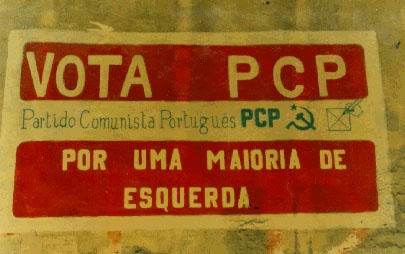 VOTA PCP
Partido Comunista Português PCP
POR UMA MAIORIA DE
ESQUERDA